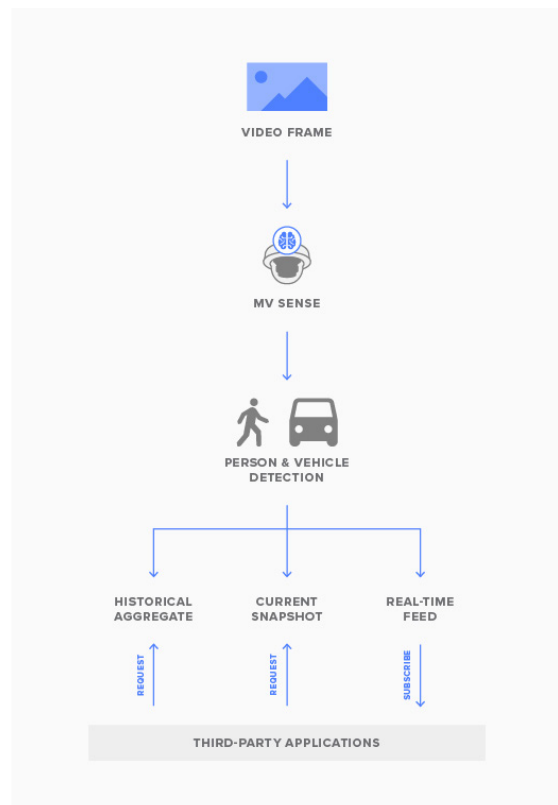 VIDEO FRAME
MV SENSE
PERSON & VEHICLE
DETECTION
HISTORICAL
AGGREGATE
CURRENT
SNAPSHOT
REAL-TIME
FEED
REQUEST
REQUEST
SUBSCRIBE
THIRD-PARTY APPLICATIONS